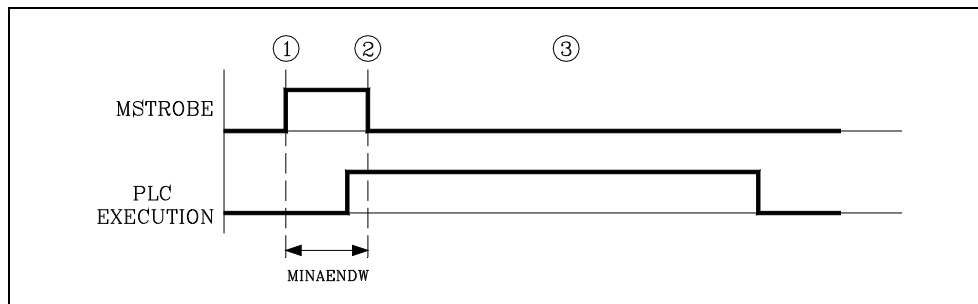 ① ② ③
MSTROBE
PLC
EXECUTION
MINAENDW